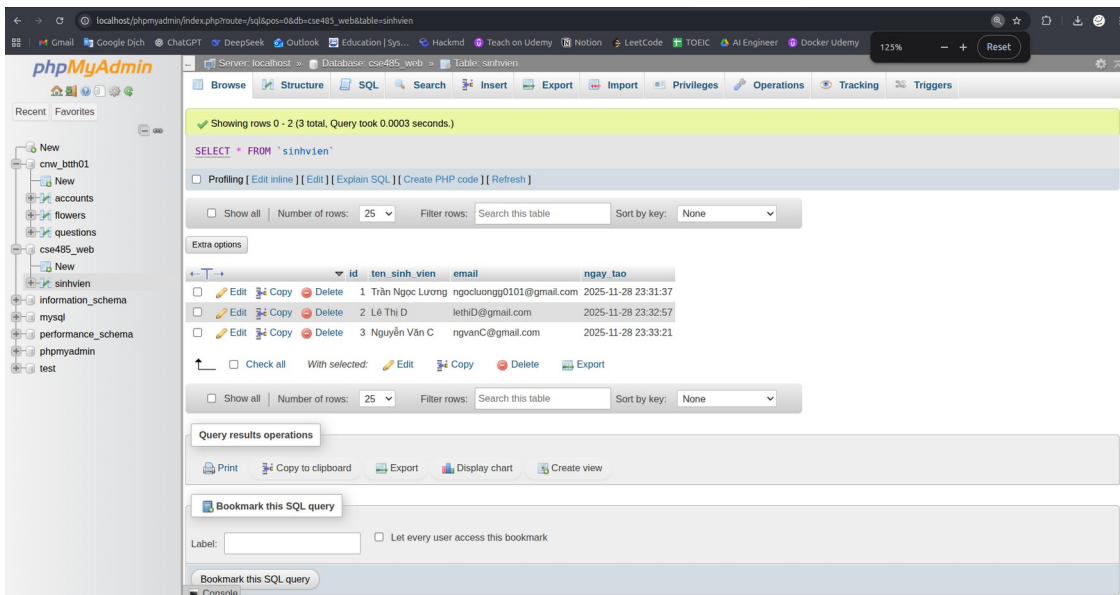 localhost/phpmyadmin/index.php?route=/sql&pos=0&db=cse485_web&table=sinhvien
Gmail Google Dịch ChatGPT DeepSeek Outlook Education | Sys... Hackmd Teach on Udemy Notion LeetCode TOEIC AI Engineer Docker Udemy
125% − + Reset
phpMyAdmin
Recent Favorites
New
cnw_btth01
New
accounts
flowers
questions
cse485_web
New
sinhvien
information_schema
mysql
performance_schema
phpmyadmin
test
Server: localhost » Database: cse485_web » Table: sinhvien
Browse Structure SQL Search Insert Export Import Privileges Operations Tracking Triggers
Showing rows 0 - 2 (3 total, Query took 0.0003 seconds.)
SELECT * FROM `sinhvien`
Profiling [ Edit inline ] [ Edit ] [ Explain SQL ] [ Create PHP code ] [ Refresh ]
Show all | Number of rows: 25 Filter rows: Search this table Sort by key: None
Extra options
id ten_sinh_vien email ngay_tao
Edit Copy Delete 1 Trần Ngọc Lương ngocluongg0101@gmail.com 2025-11-28 23:31:37
Edit Copy Delete 2 Lê Thị D lethiD@gmail.com 2025-11-28 23:32:57
Edit Copy Delete 3 Nguyễn Văn C ngvanC@gmail.com 2025-11-28 23:33:21
Check all With selected: Edit Copy Delete Export
Show all | Number of rows: 25 Filter rows: Search this table Sort by key: None
Query results operations
Print Copy to clipboard Export Display chart Create view
Bookmark this SQL query
Label: Let every user access this bookmark
Bookmark this SQL query
Console